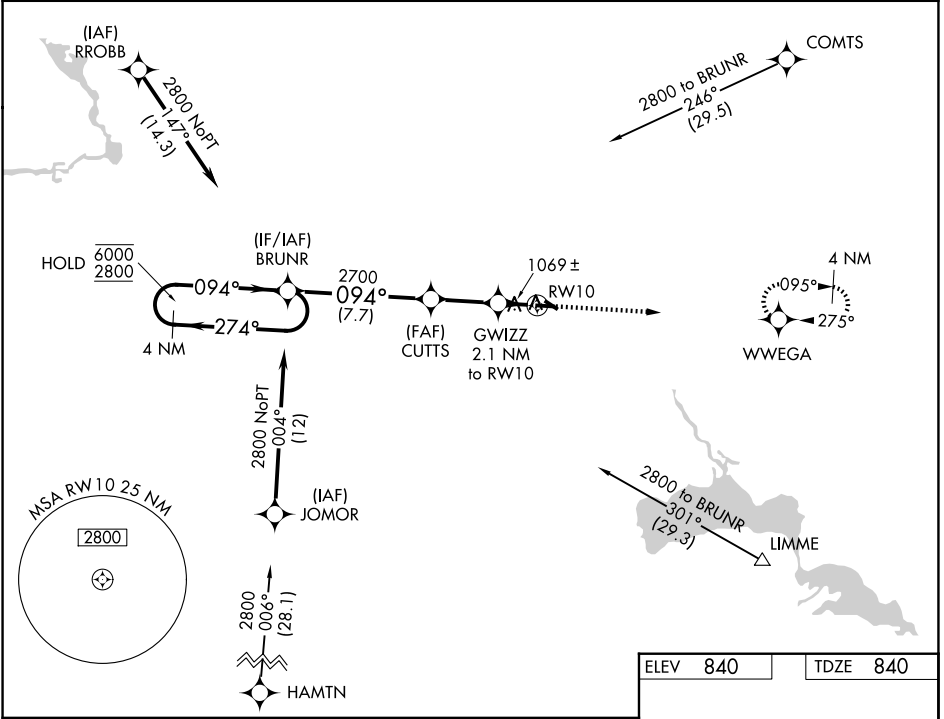 (IAF)
RROBB
2800 NoPT
147°
(14.3)
COMTS
2800 to BRUNR
246°
(29.5)
HOLD 6000
2800
094°
274°
4 NM
(IF/IAF)
BRUNR
2700
094°
(7.7)
(FAF)
CUTTS
GWIZZ
2.1 NM
to RW10
1069 ±
RW10
4 NM
095°
275°
WWEGA
2800 NoPT
004°
(12)
(IAF)
JOMOR
2800 to BRUNR
301°
(29.3)
LIMME
MSA RW10 25 NM
2800
2800
006°
(28.1)
HAMTN
ELEV 840
TDZE 840